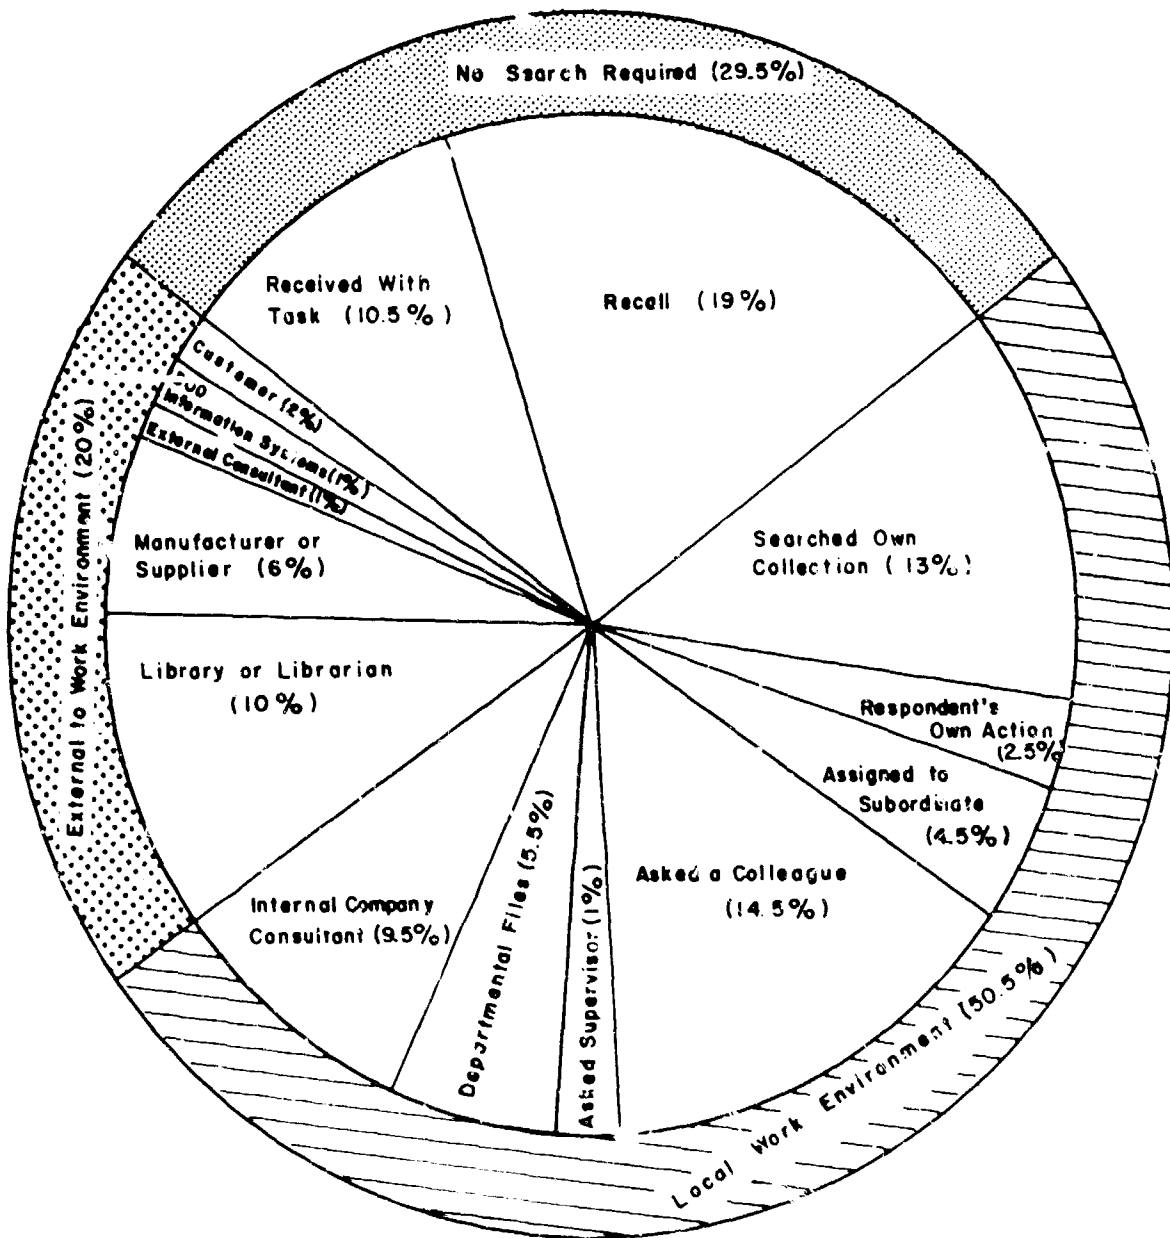 No Ssarch Required (29.5%)
Received With
Task (10.5%)
Recall (19%)
Customer (2%)
Information Systems (1%)
External Consultant (1%)
Manufacturer or
Supplier (6%)
External to Work Environment (20%)
Library or Librarian
(10%)
Searched Own
Collection (13%)
Respondent's
Own Action
(2.5%)
Assigned to
Subordinate
(4.5%)
Asked a Colleague
(14.5%)
Asked Supervisor (1%)
Departmental Files (5.5%)
Internal Company
Consultant (9.5%)
Local Work Environment (50.5%)